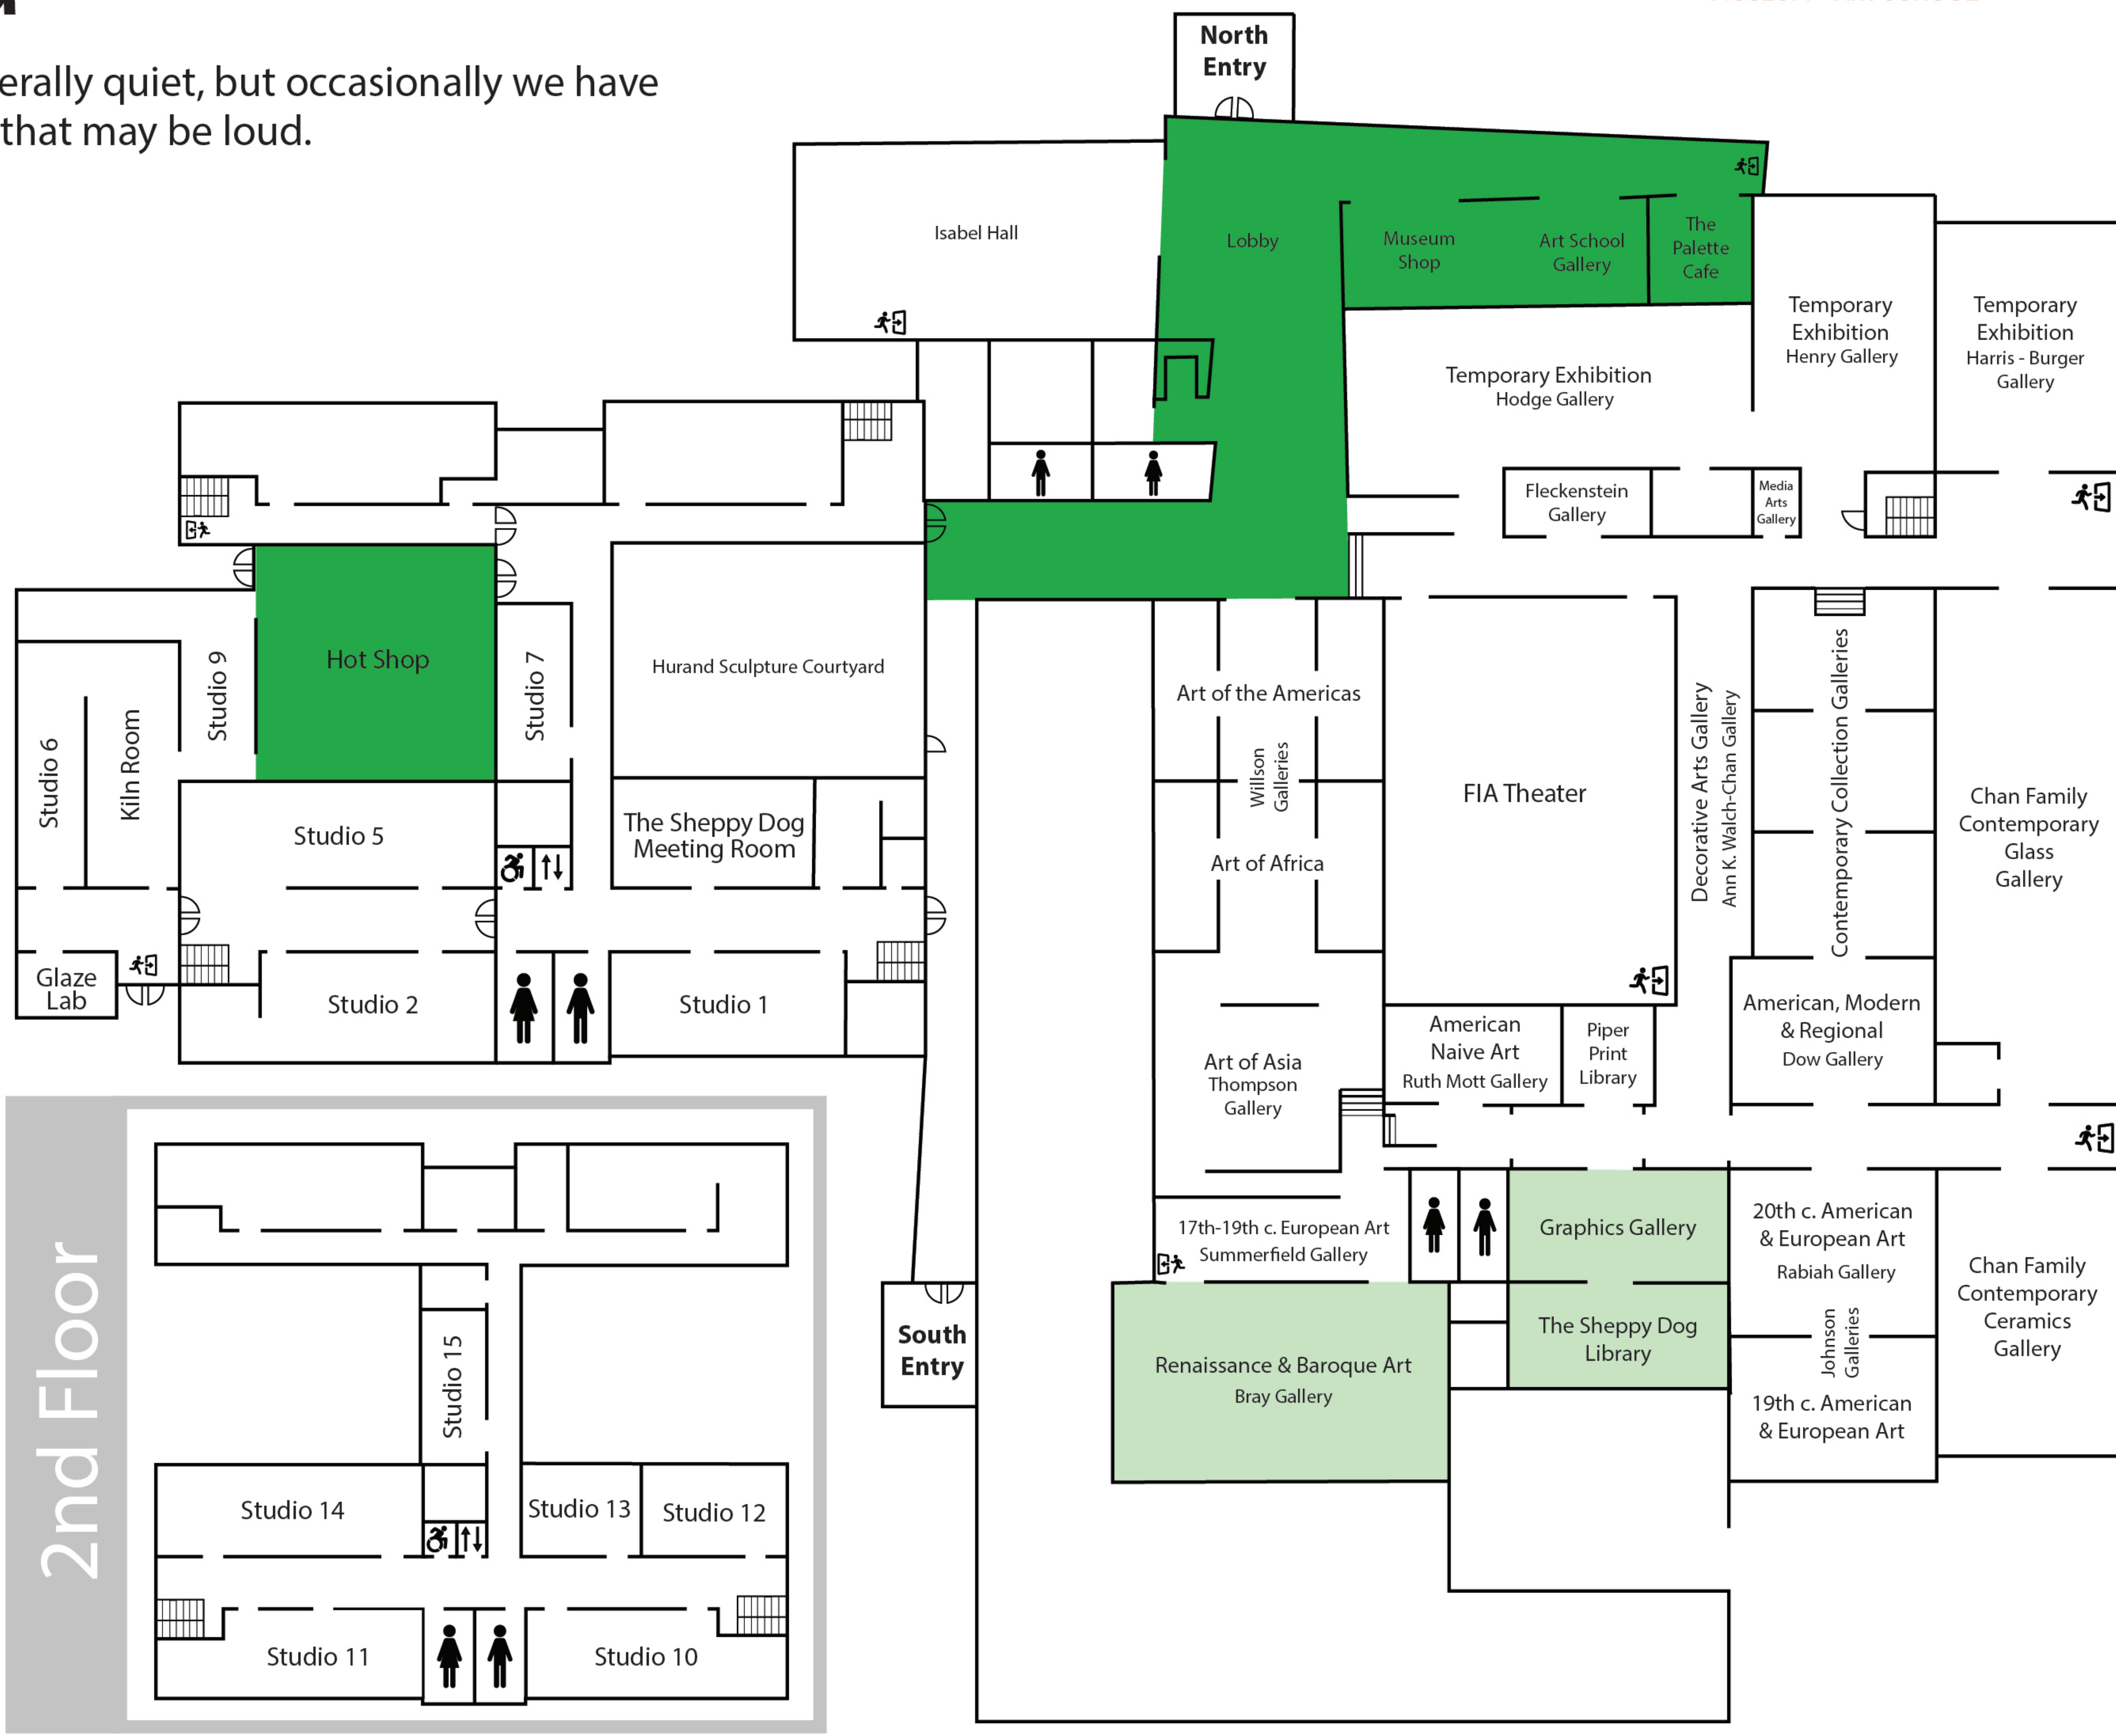 erally quiet, but occasionally we have
that may be loud.
North
Entry
Isabel Hall
Lobby
Museum
Shop
Art School
Gallery
The
Palette
Cafe
Temporary
Exhibition
Henry Gallery
Temporary
Exhibition
Harris - Burger
Gallery
Temporary Exhibition
Hodge Gallery
Fleckenstein
Gallery
Media
Arts
Gallery
Hot Shop
Studio 9
Studio 7
Studio 6
Kiln Room
Hurand Sculpture Courtyard
Studio 5
The Sheppy Dog
Meeting Room
Glaze
Lab
Studio 2
Studio 1
Art of the Americas
Willson
Galleries
Art of Africa
FIA Theater
Decorative Arts Gallery
Ann K. Walch-Chan Gallery
Contemporary Collection Galleries
Chan Family
Contemporary
Glass
Gallery
American, Modern
& Regional
Dow Gallery
American
Naive Art
Ruth Mott Gallery
Piper
Print
Library
Art of Asia
Thompson
Gallery
17th-19th c. European Art
Summerfield Gallery
Graphics Gallery
The Sheppy Dog
Library
20th c. American
& European Art
Rabiah Gallery
Johnson
Galleries
19th c. American
& European Art
Chan Family
Contemporary
Ceramics
Gallery
South
Entry
Renaissance & Baroque Art
Bray Gallery
2nd Floor
Studio 15
Studio 14
Studio 13
Studio 12
Studio 11
Studio 10